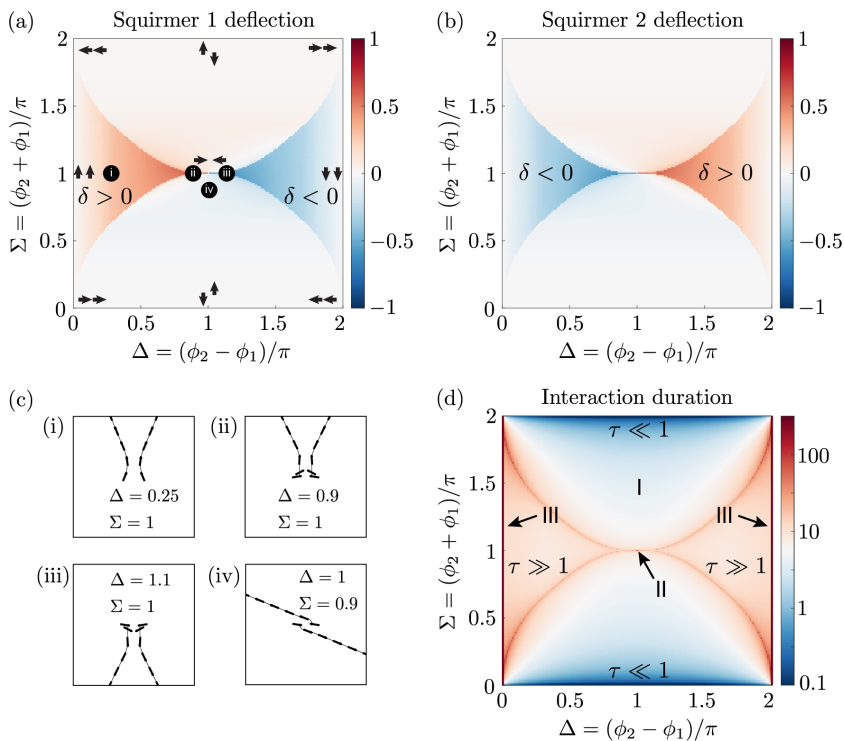 (a) Squirmer 1 deflection
Σ = (ϕ₂ + ϕ₁)/π
2
1.5
1
0.5
0
i
ii
iii
iv
δ > 0
δ < 0
0 0.5 1 1.5 2
Δ = (ϕ₂ − ϕ₁)/π
1
0.5
0
−0.5
−1
(b) Squirmer 2 deflection
Σ = (ϕ₂ + ϕ₁)/π
2
1.5
1
0.5
0
δ < 0
δ > 0
0 0.5 1 1.5 2
Δ = (ϕ₂ − ϕ₁)/π
1
0.5
0
−0.5
−1
(c)
(i)
Δ = 0.25
Σ = 1
(ii)
Δ = 0.9
Σ = 1
(iii)
Δ = 1.1
Σ = 1
(iv)
Δ = 1
Σ = 0.9
(d) Interaction duration
Σ = (ϕ₂ + ϕ₁)/π
2
1.5
1
0.5
0
τ ≪ 1
I
III
III
τ ≫ 1
τ ≫ 1
II
τ ≪ 1
0 0.5 1 1.5 2
Δ = (ϕ₂ − ϕ₁)/π
100
10
1
0.1